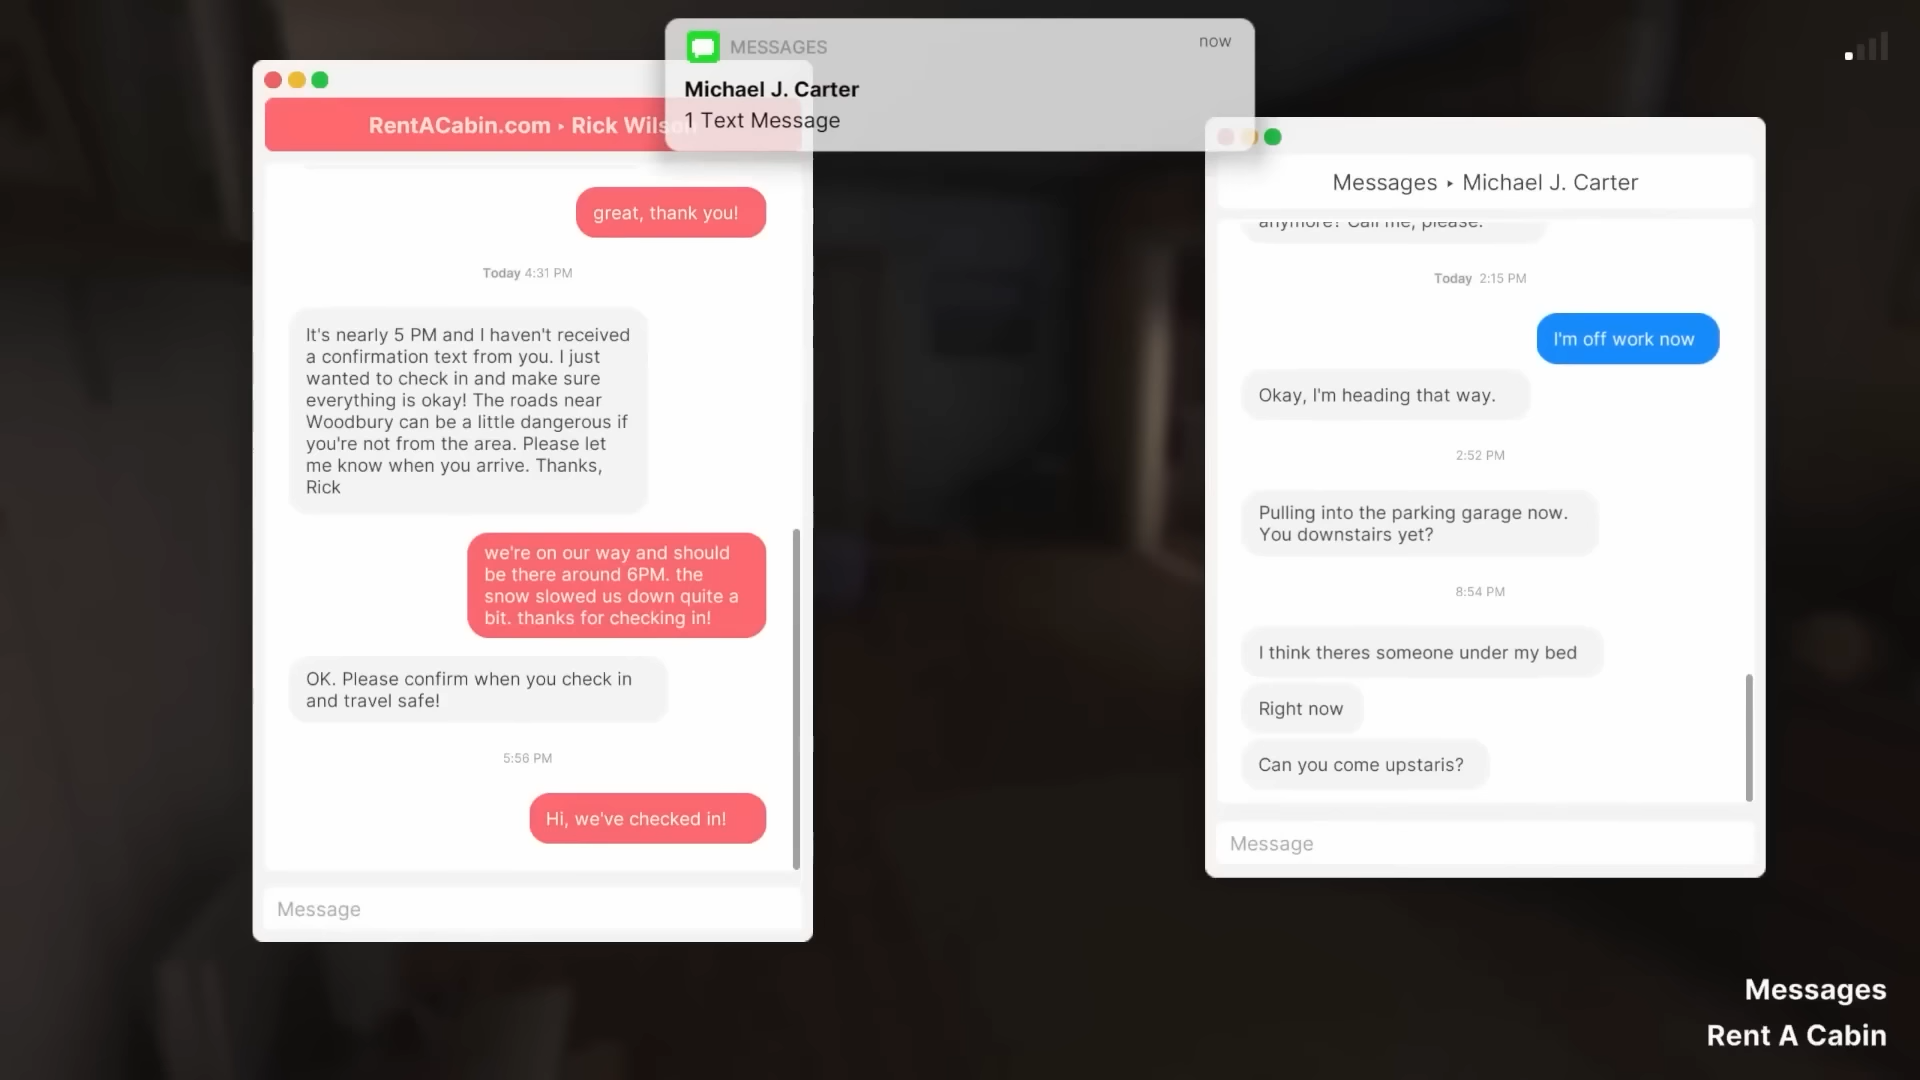 MESSAGES
now
Michael J. Carter
1 Text Message
RentACabin.com ‣ Rick Wilson
great, thank you!
Today 4:31 PM
It's nearly 5 PM and I haven't received
a confirmation text from you. I just
wanted to check in and make sure
everything is okay! The roads near
Woodbury can be a little dangerous if
you're not from the area. Please let
me know when you arrive. Thanks,
Rick
we're on our way and should
be there around 6PM. the
snow slowed us down quite a
bit. thanks for checking in!
OK. Please confirm when you check in
and travel safe!
5:56 PM
Hi, we've checked in!
Message
Messages ‣ Michael J. Carter
anymore? Call me, please.
Today 2:15 PM
I'm off work now
Okay, I'm heading that way.
2:52 PM
Pulling into the parking garage now.
You downstairs yet?
8:54 PM
I think theres someone under my bed
Right now
Can you come upstaris?
Message
Messages
Rent A Cabin